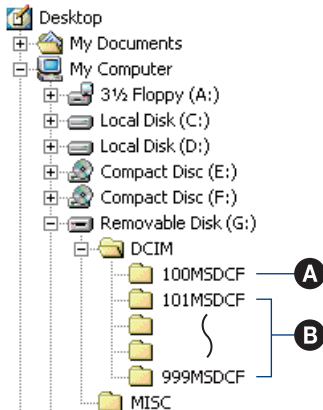 Desktop
My Documents
My Computer
3½ Floppy (A:)
Local Disk (C:)
Local Disk (D:)
Compact Disc (E:)
Compact Disc (F:)
Removable Disk (G:)
DCIM
100MSDCF A
101MSDCF
B
999MSDCF
MISC